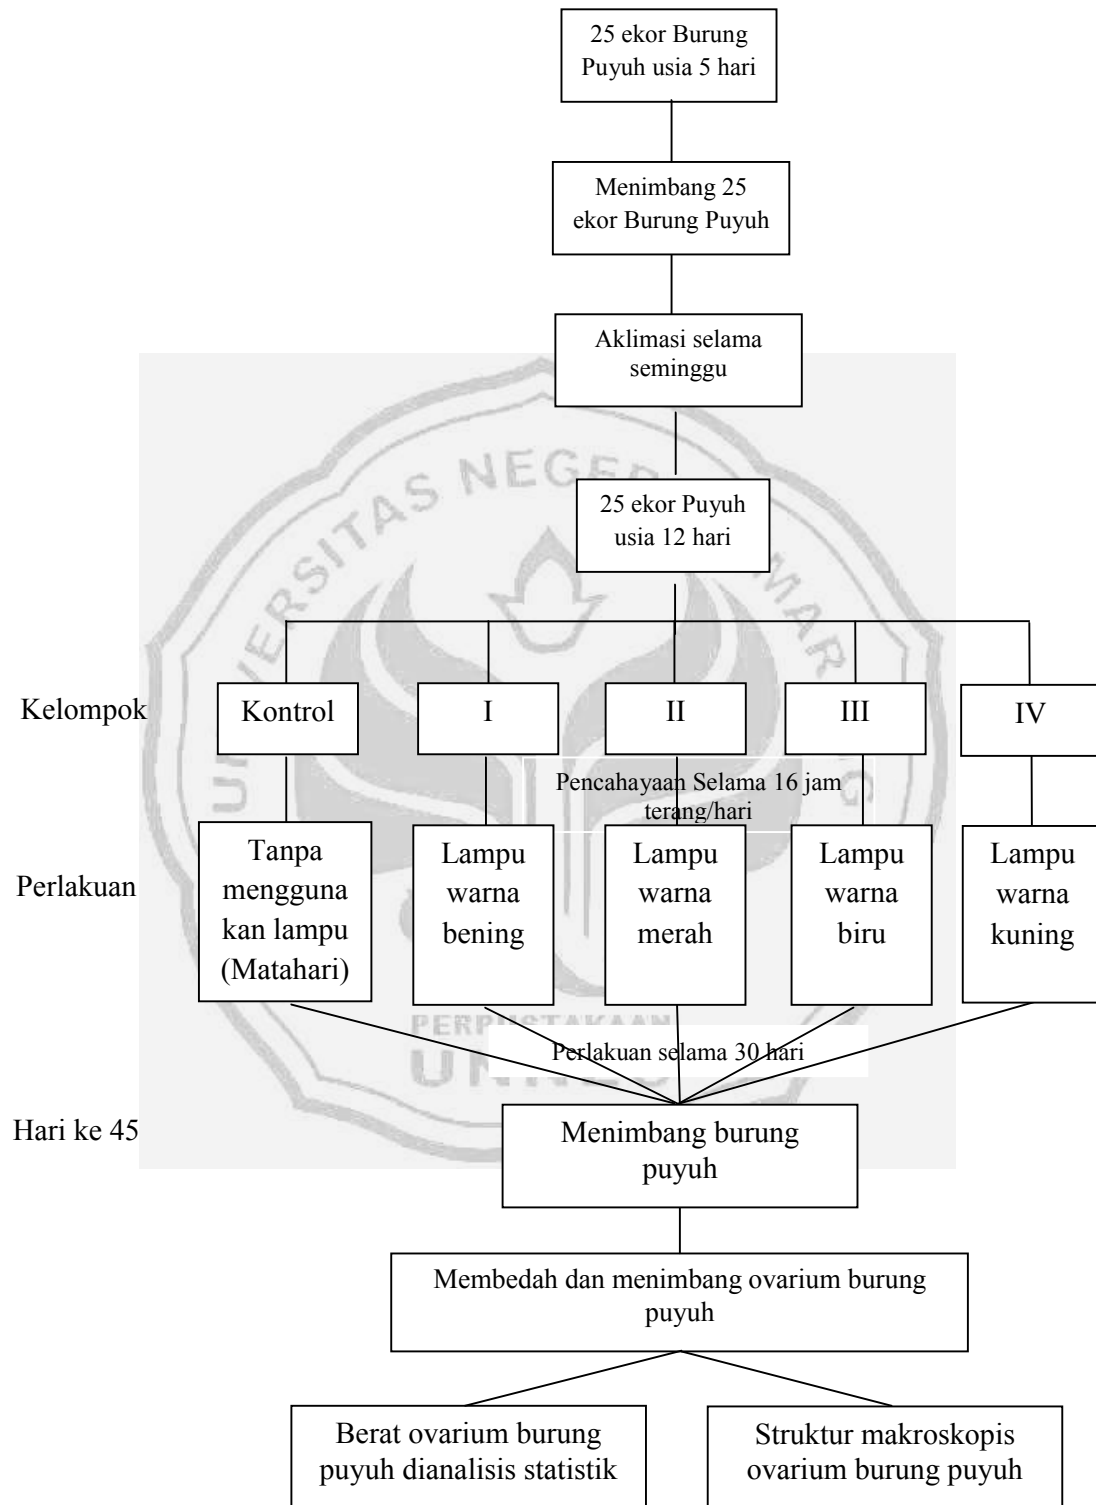 25 ekor Burung
Puyuh usia 5 hari
Menimbang 25
ekor Burung Puyuh
Aklimasi selama
seminggu
25 ekor Puyuh
usia 12 hari
Kelompok
Kontrol
I
II
III
IV
Pencahayaan Selama 16 jam
terang/hari
Perlakuan
Tanpa
mengguna
kan lampu
(Matahari)
Lampu
warna
bening
Lampu
warna
merah
Lampu
warna
biru
Lampu
warna
kuning
PERPUSTAKAAN
Perlakuan selama 30 hari
Hari ke 45
Menimbang burung
puyuh
Membedah dan menimbang ovarium burung
puyuh
Berat ovarium burung
puyuh dianalisis statistik
Struktur makroskopis
ovarium burung puyuh